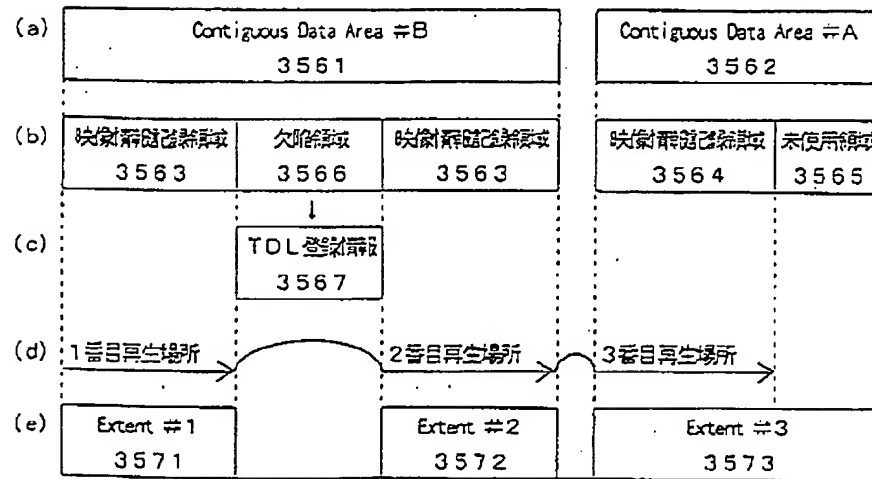 (a)
Contiguous Data Area #B
3561
Contiguous Data Area #A
3562
(b)
映像情報記録領域
3563
欠陥領域
3566
映像情報記録領域
3563
映像情報記録領域
3564
未使用領域
3565
(c)
TDL登録情報
3567
(d)
1番目再生場所
2番目再生場所
3番目再生場所
(e)
Extent #1
3571
Extent #2
3572
Extent #3
3573